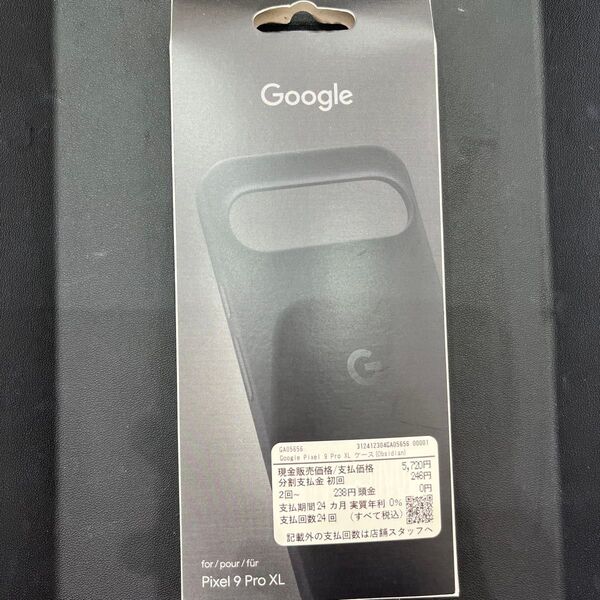 Google
GA05656 312412304GA05656 00001
Google Pixel 9 Pro XL ケース(Obsidian)
現金販売価格/支払価格 5,720円
分割支払金 初回 246円
2回~ 238円 頭金 0円
支払期間24カ月 実質年利 0%
支払回数24回 (すべて税込)
記載外の支払回数は店舗スタッフへ
for/pour/für
Pixel 9 Pro XL